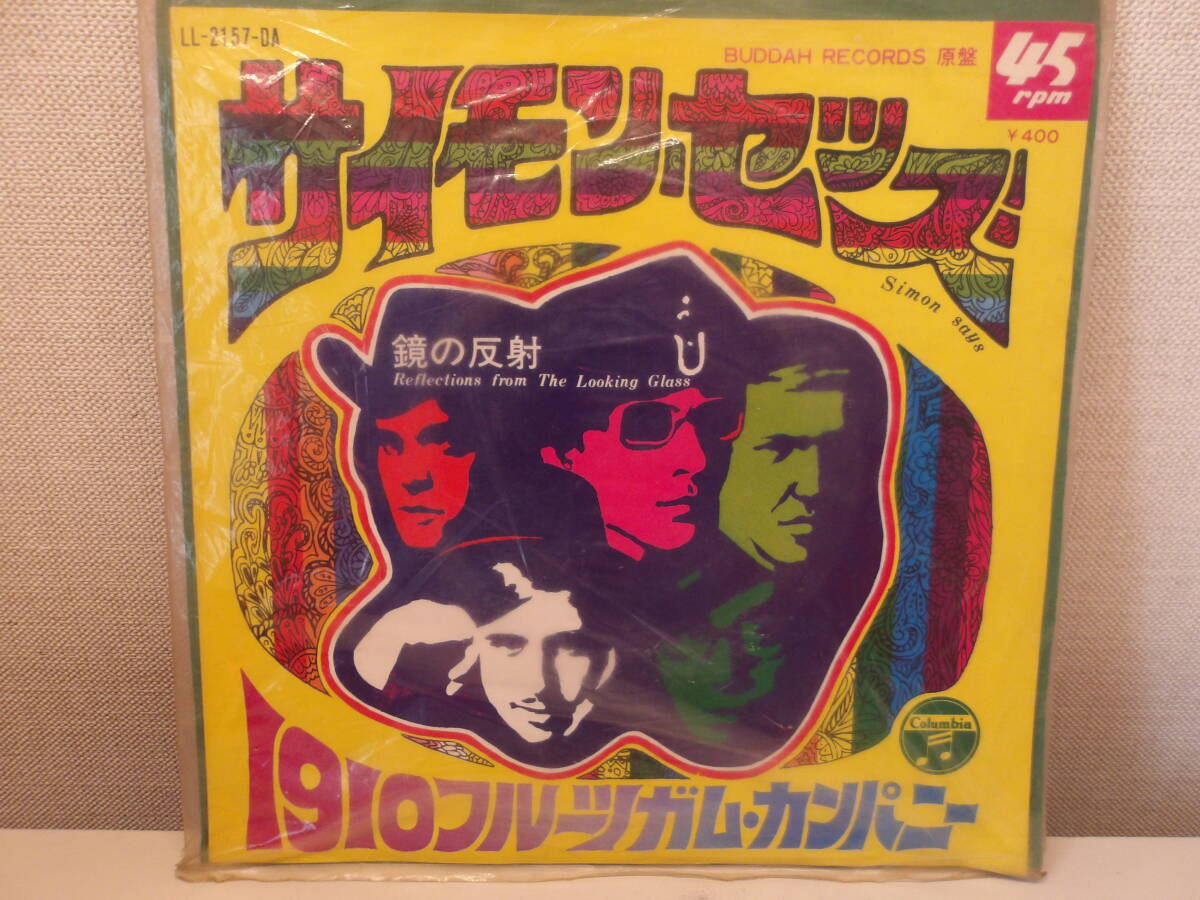 LL-2157-DA
BUDDAH RECORDS 原盤
45
rpm
¥400
サイモン・セッズ
Simon says
鏡の反射
Reflections from The Looking Glass
Columbia
1910フルーツガム・カンパニー